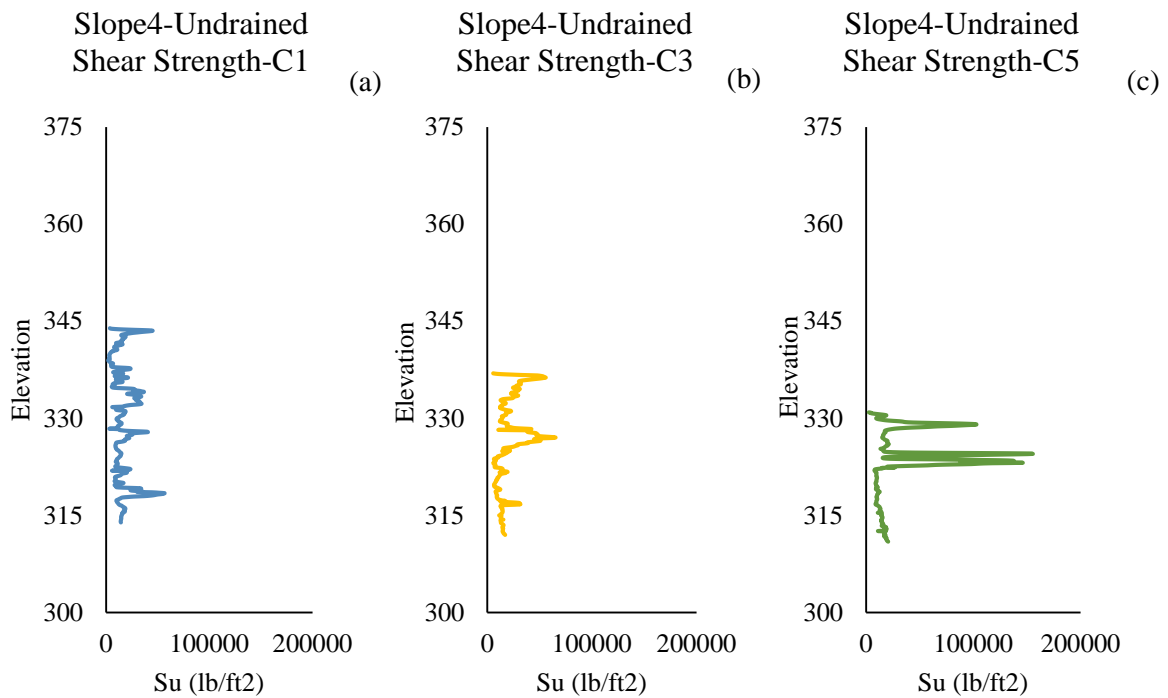 Slope4-Undrained
Shear Strength-C1
(a)
375
360
345
330
315
300
Elevation
0
100000
200000
Su (lb/ft2)
Slope4-Undrained
Shear Strength-C3
(b)
375
360
345
330
315
300
Elevation
0
100000
200000
Su (lb/ft2)
Slope4-Undrained
Shear Strength-C5
(c)
375
360
345
330
315
300
Elevation
0
100000
200000
Su (lb/ft2)